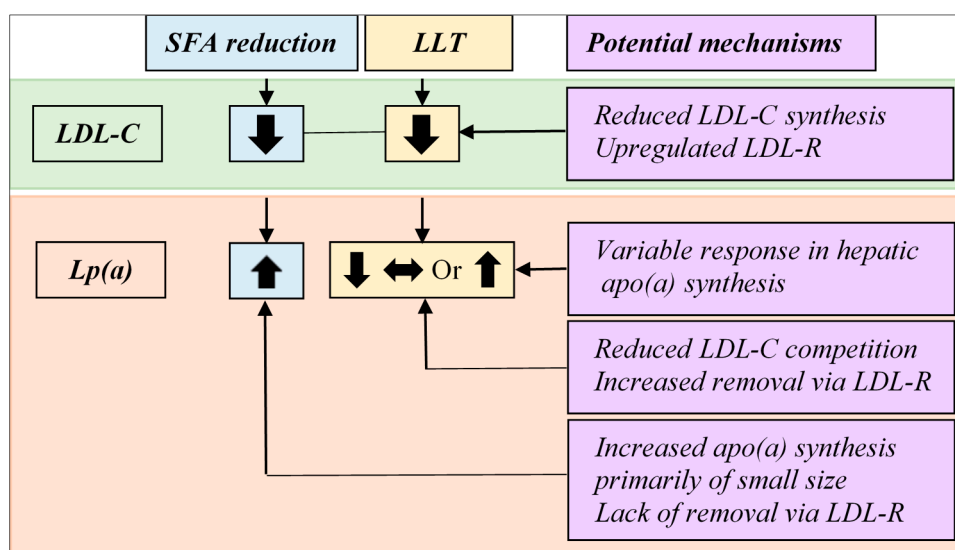 SFA reduction
LLT
Potential mechanisms
LDL-C
Reduced LDL-C synthesis
Upregulated LDL-R
Lp(a)
Or
Variable response in hepatic
apo(a) synthesis
Reduced LDL-C competition
Increased removal via LDL-R
Increased apo(a) synthesis
primarily of small size
Lack of removal via LDL-R